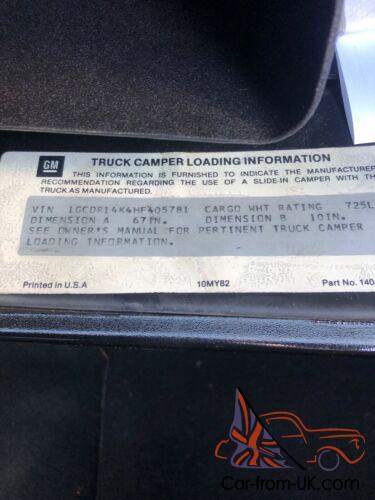 GM
TRUCK CAMPER LOADING INFORMATION
THIS INFORMATION IS FURNISHED TO INDICATE THE MANUFACTURER
RECOMMENDATION REGARDING THE USE OF A SLIDE-IN CAMPER WITH TH
TRUCK AS MANUFACTURED.
VIN 1GCDR14K4HF405781 CARGO WHT RATING 725L
DIMENSION A 67IN. DIMENSION B 10IN.
SEE OWNER'S MANUAL FOR PERTINENT TRUCK CAMPER
LOADING INFORMATION.
Printed in U.S.A 10MY82 Part No. 140
Car-from-UK.com